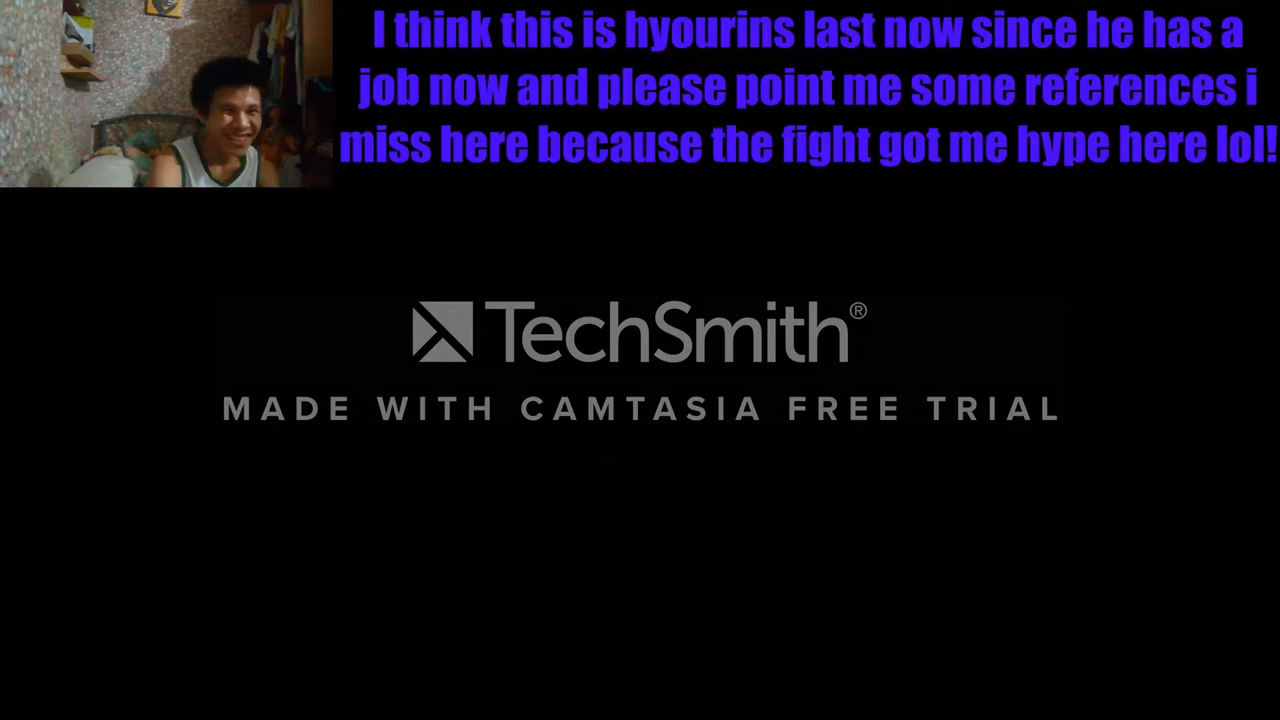 I think this is hyourins last now since he has a
job now and please point me some references i
miss here because the fight got me hype here lol!
TechSmith®
MADE WITH CAMTASIA FREE TRIAL